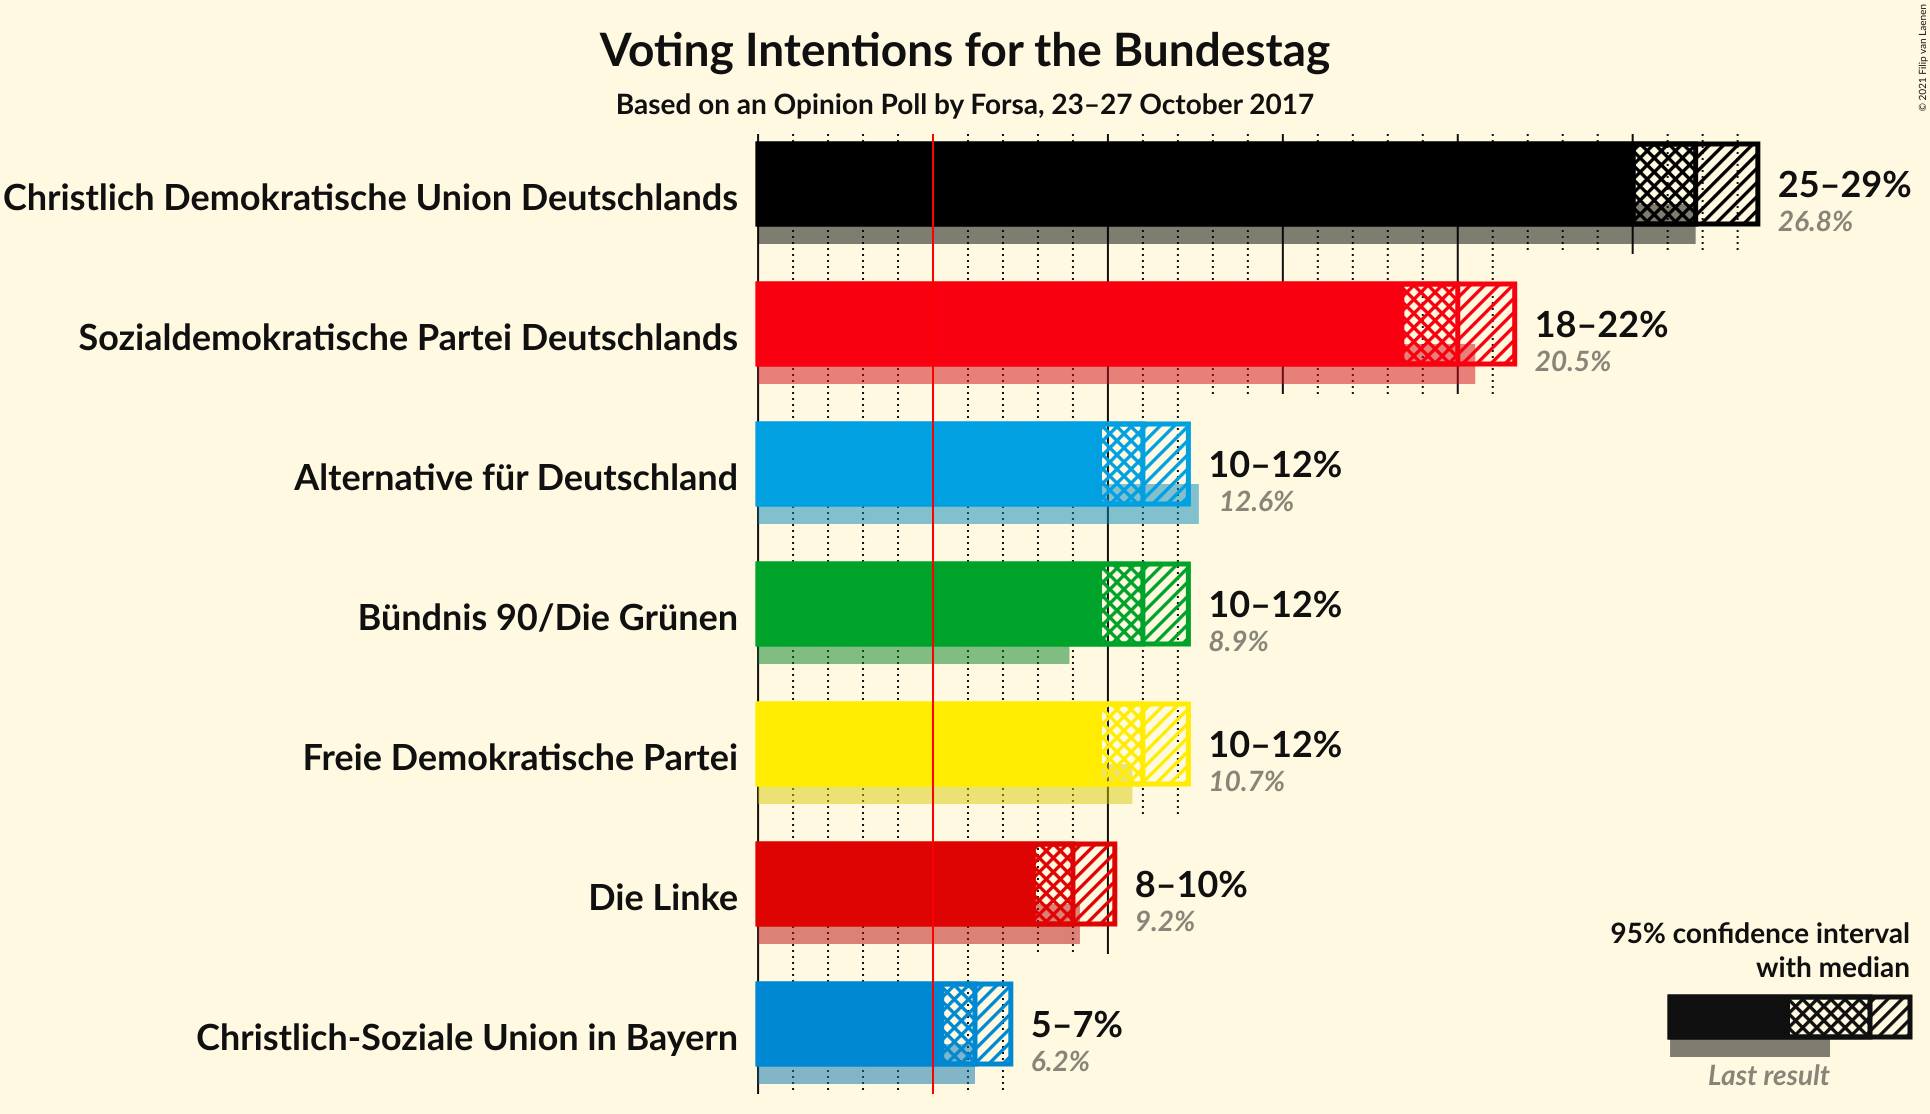 Voting Intentions for the Bundestag
Based on an Opinion Poll by Forsa, 23–27 October 2017
© 2021 Filip van Laenen
Christlich Demokratische Union Deutschlands
25–29%
26.8%
Sozialdemokratische Partei Deutschlands
18–22%
20.5%
Alternative für Deutschland
10–12%
12.6%
Bündnis 90/Die Grünen
10–12%
8.9%
Freie Demokratische Partei
10–12%
10.7%
Die Linke
8–10%
9.2%
Christlich-Soziale Union in Bayern
5–7%
6.2%
95% confidence interval
with median
Last result